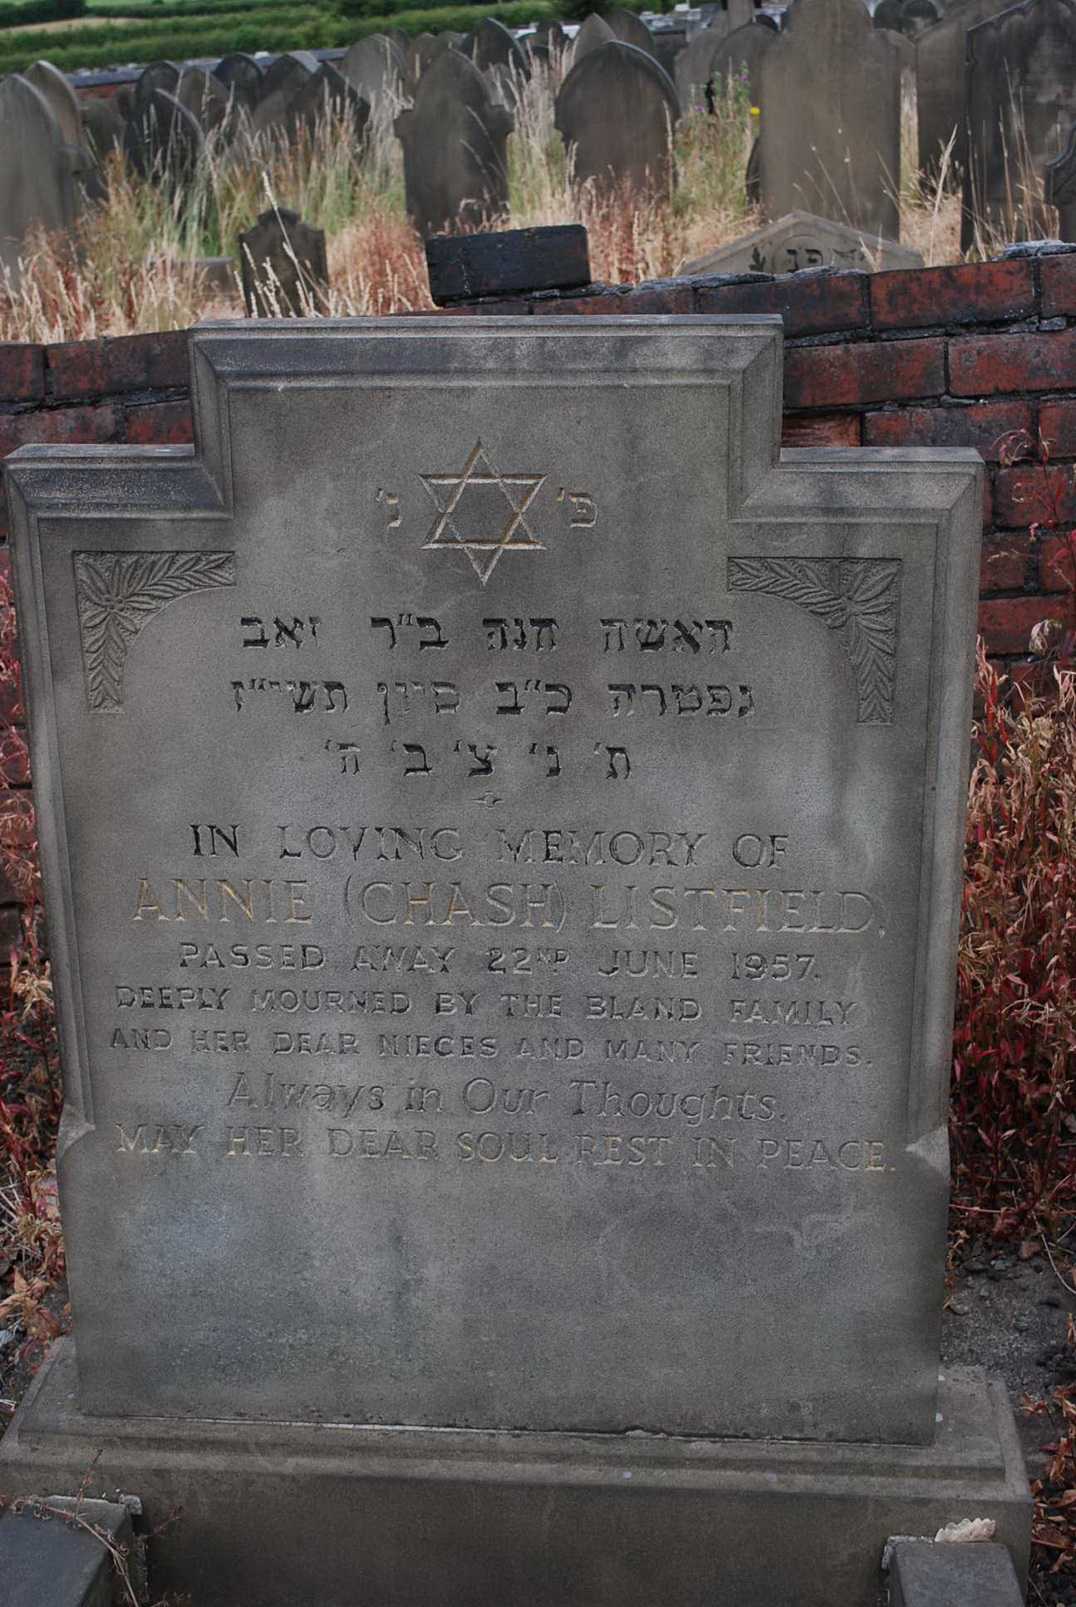 פ' נ'
האשה חנה ב"ר זאב
נפטרה כ"ב סיון תשי"ז
ת' נ' צ' ב' ה'
IN LOVING MEMORY OF
ANNIE (CHASH) LISTFIELD,
PASSED AWAY 22ND JUNE 1957.
DEEPLY MOURNED BY THE BLAND FAMILY
AND HER DEAR NIECES AND MANY FRIENDS.
Always in Our Thoughts.
MAY HER DEAR SOUL REST IN PEACE.